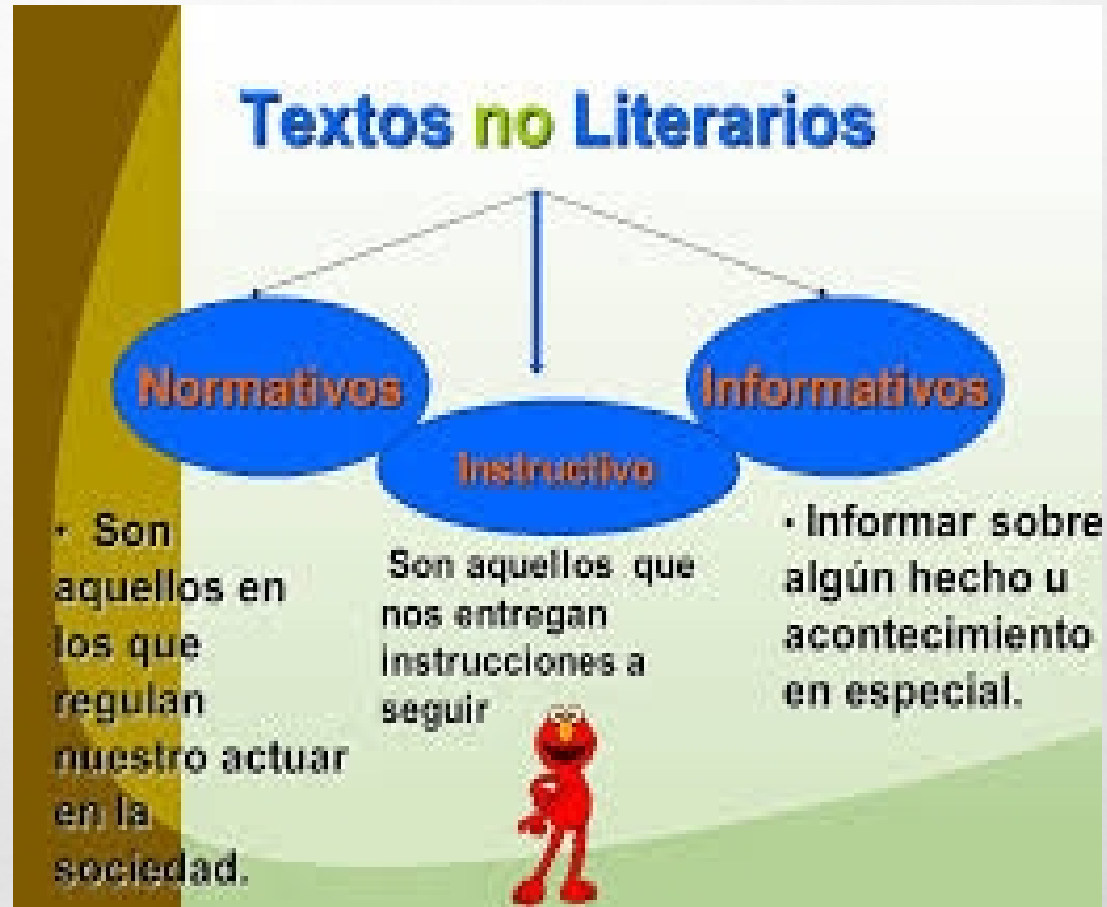 Textos no Literarios
Normativos
Instructivo
Informativos
• Son
aquellos en
los que
regulan
nuestro actuar
en la
sociedad.
Son aquellos que
nos entregan
instrucciones a
seguir
• Informar sobre
algún hecho u
acontecimiento
en especial.